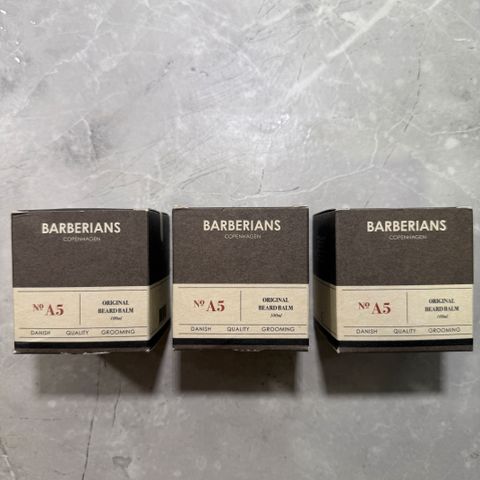 BARBERIANS
COPENHAGEN
Nº A5
ORIGINAL
BEARD BALM
100ml
DANISH QUALITY GROOMING
BARBERIANS
COPENHAGEN
Nº A5
ORIGINAL
BEARD BALM
100ml
DANISH QUALITY GROOMING
BARBERIANS
COPENHAGEN
Nº A5
ORIGINAL
BEARD BALM
100ml
DANISH QUALITY GROOMING